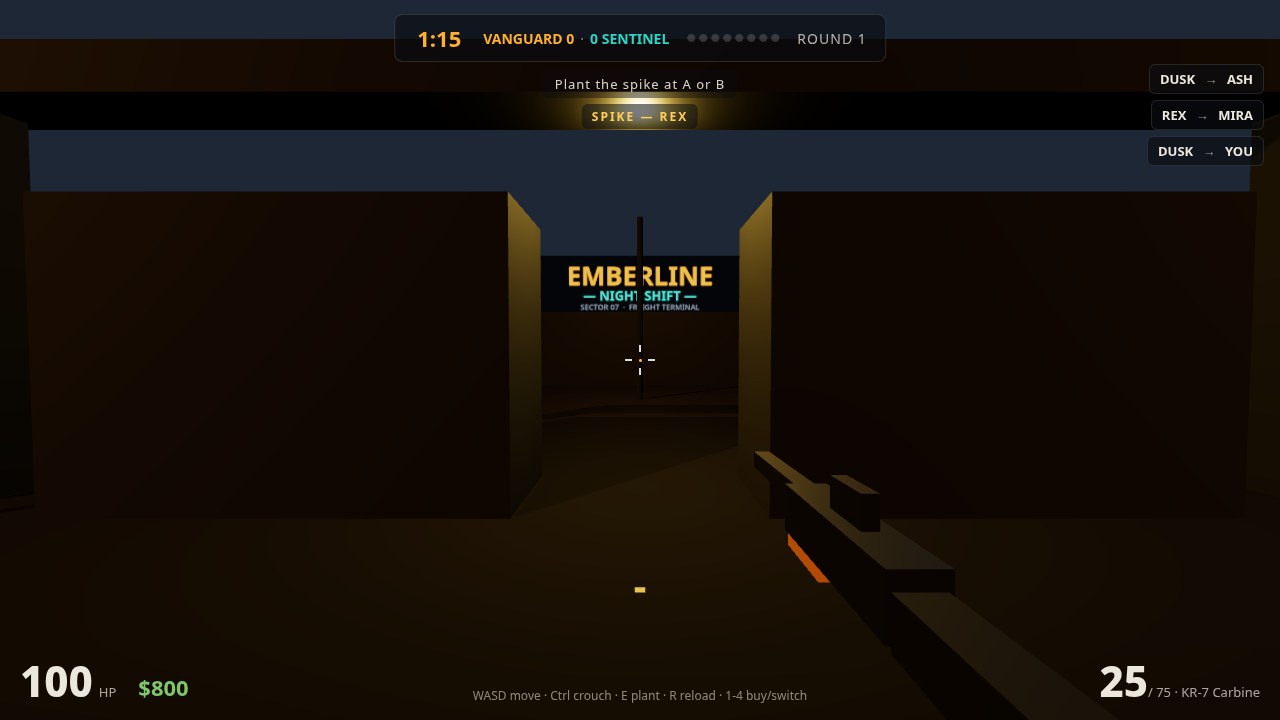 1:15 VANGUARD 0 · 0 SENTINEL ROUND 1
Plant the spike at A or B
SPIKE — REX
DUSK → ASH
REX → MIRA
DUSK → YOU
EMBERLINE
— NIGHT SHIFT —
SECTOR 07 · FREIGHT TERMINAL
100 HP $800
WASD move · Ctrl crouch · E plant · R reload · 1-4 buy/switch
25 / 75 · KR-7 Carbine